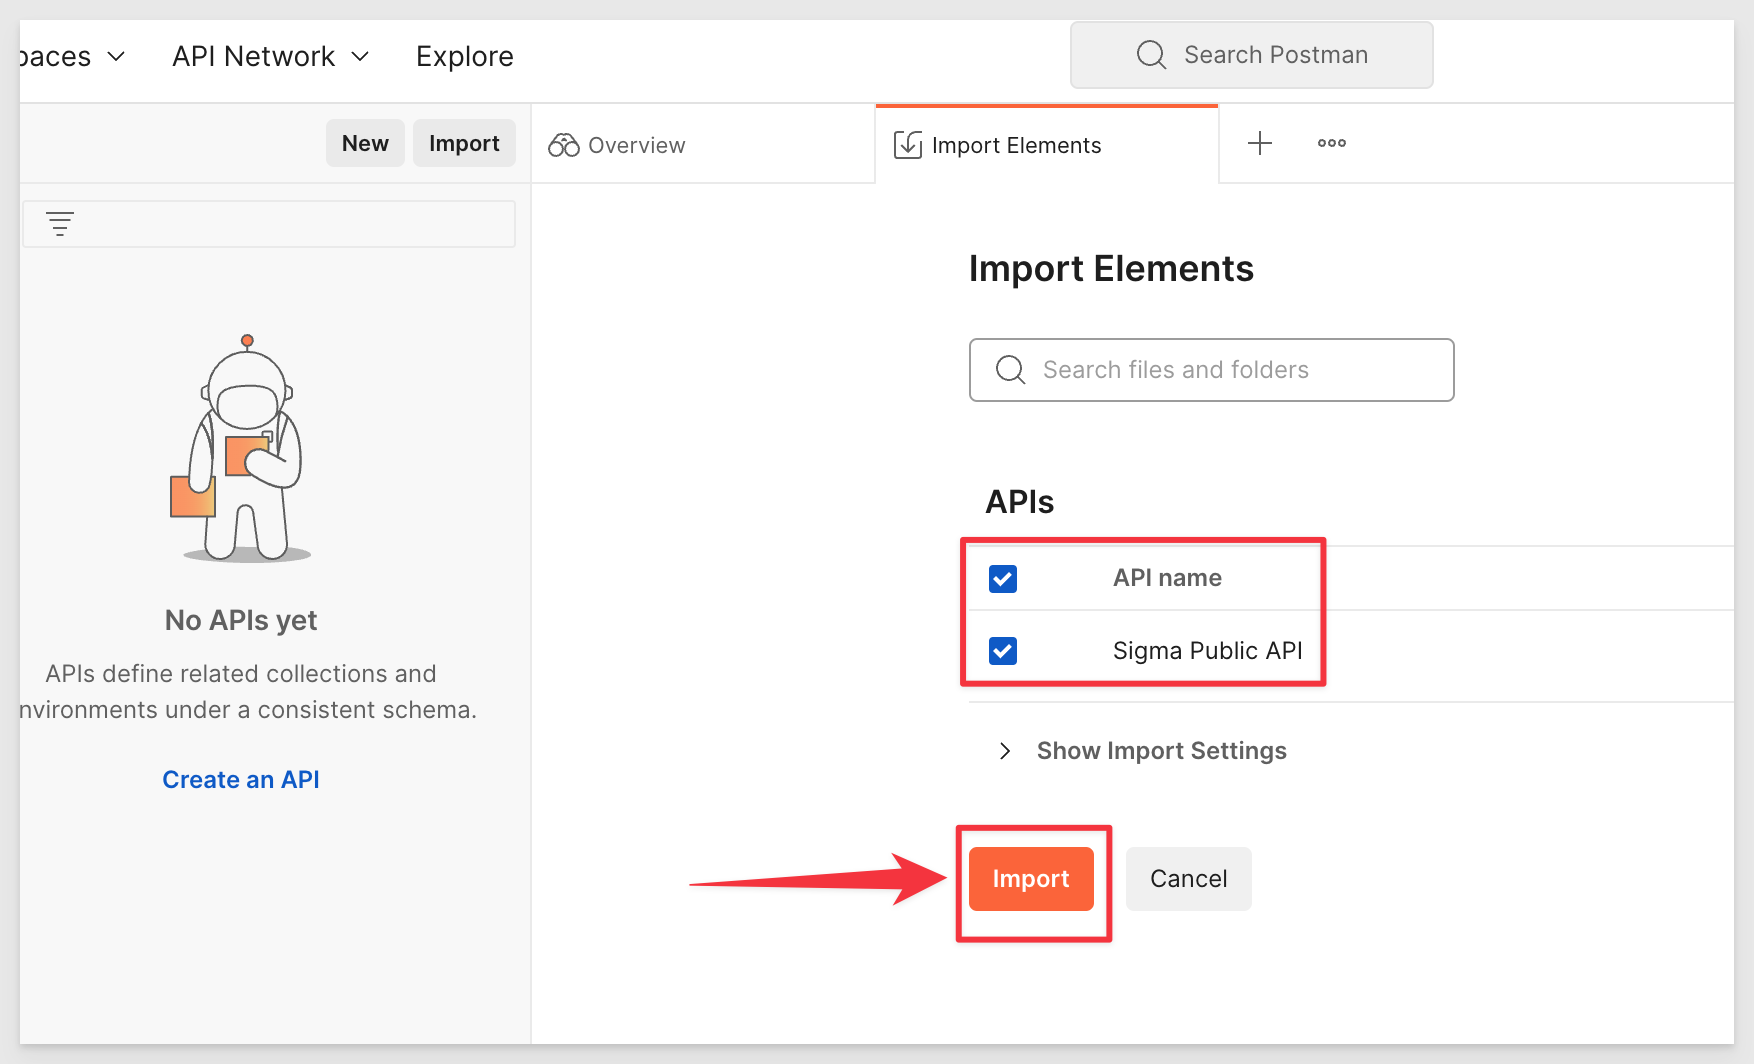 paces
API Network
Explore
Search Postman
New
Import
Overview
Import Elements
Import Elements
Search files and folders
No APIs yet
APIs define related collections and
nvironments under a consistent schema.
Create an API
APIs
API name
Sigma Public API
Show Import Settings
Import
Cancel